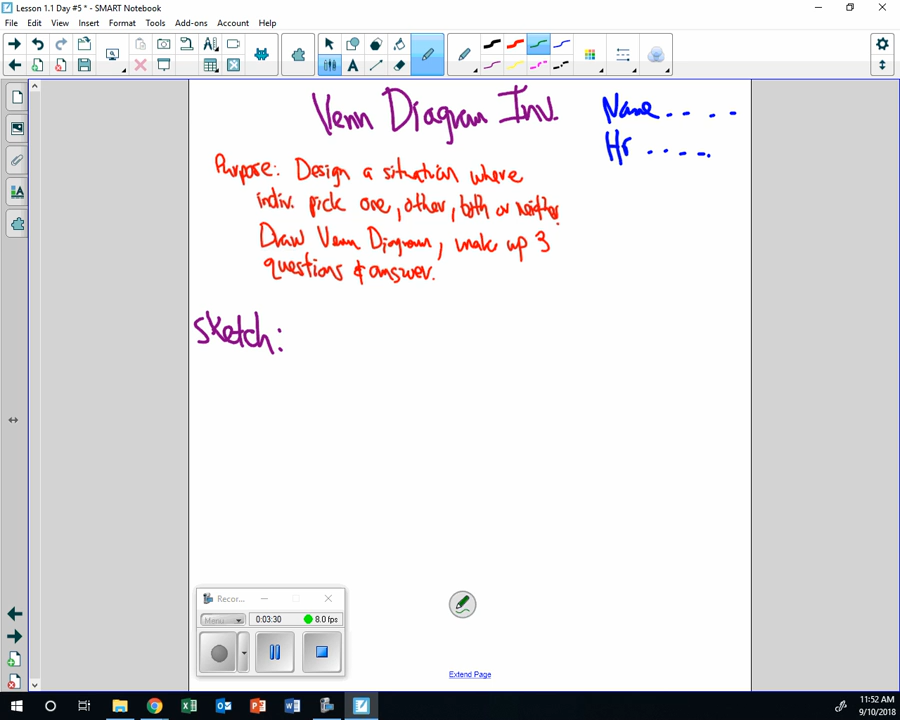 Lesson 1.1 Day #5 * - SMART Notebook
File Edit View Insert Format Tools Add-ons Account Help
Venn Diagram Inv.
Name
Hr
Purpose: Design a situation where
indiv. pick one, other, both or neither.
Draw Venn Diagram, make up 3
questions & answer.
Sketch:
Recor...
Menu
0:03:30
8.0 fps
Extend Page
11:52 AM
9/10/2018